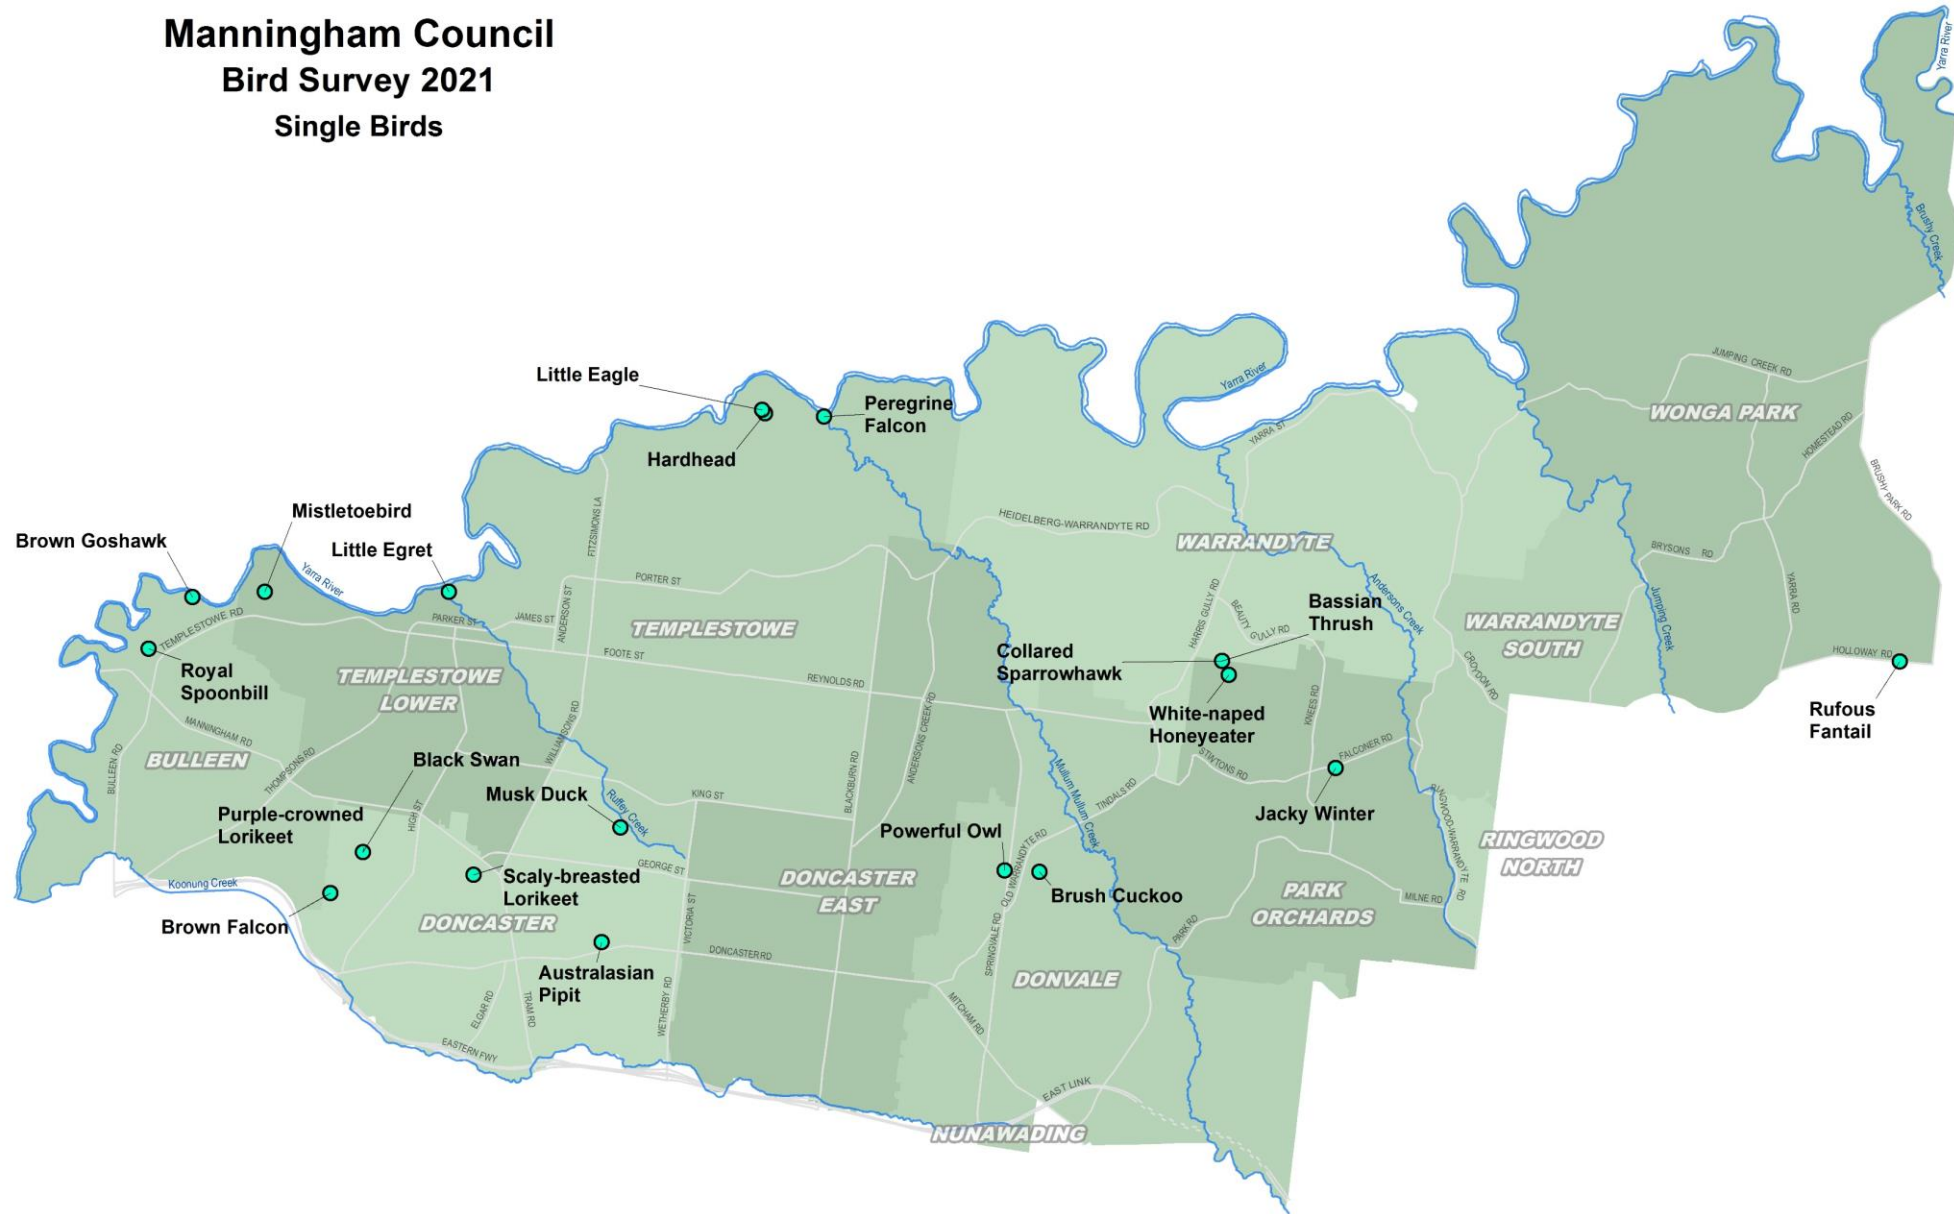 Manningham Council
Bird Survey 2021
Single Birds
Yarra River
Brushy Creek
Little Eagle
Peregrine
Falcon
Hardhead
Yarra River
JUMPING CREEK RD
WONGA PARK
HOMESTEAD RD
BRUSHY PARK RD
YARRA ST
FITZSIMONS LA
HEIDELBERG-WARRANDYTE RD
WARRANDYTE
BRYSONS RD
Mistletoebird
Brown Goshawk
Little Egret
Yarra River
PORTER ST
ANDERSON ST
JAMES ST
PARKER ST
TEMPLESTOWE RD
TEMPLESTOWE
FOOTE ST
REYNOLDS RD
HARRIS GULLY RD
BEAUTY GULLY RD
Andersons Creek
Bassian
Thrush
Collared
Sparrowhawk
WARRANDYTE
SOUTH
Jumping Creek
YARRA RD
HOLLOWAY RD
CROYDON RD
Rufous
Fantail
Royal
Spoonbill
TEMPLESTOWE
LOWER
MANNINGHAM RD
BULLEEN
BULLEEN RD
THOMPSONS RD
WILLIAMSONS RD
ANDERSONS CREEK RD
BLACKBURN RD
White-naped
Honeyeater
KNEES RD
FALCONER RD
STINTONS RD
TINDALS RD
Mullum Mullum Creek
Jacky Winter
Black Swan
Musk Duck
Ruffey Creek
KING ST
HIGH ST
Purple-crowned
Lorikeet
Powerful Owl
OLD WARRANDYTE RD
Brush Cuckoo
RINGWOOD-WARRANDYTE RD
RINGWOOD
NORTH
Koonung Creek
Scaly-breasted
Lorikeet
GEORGE ST
DONCASTER
EAST
PARK
ORCHARDS
MILNE RD
PARK RD
Brown Falcon
DONCASTER
VICTORIA ST
DONCASTER RD
SPRINGVALE RD
Australasian
Pipit
DONVALE
ELGAR RD
TRAM RD
WETHERBY RD
MITCHAM RD
EASTERN FWY
EAST LINK
NUNAWADING